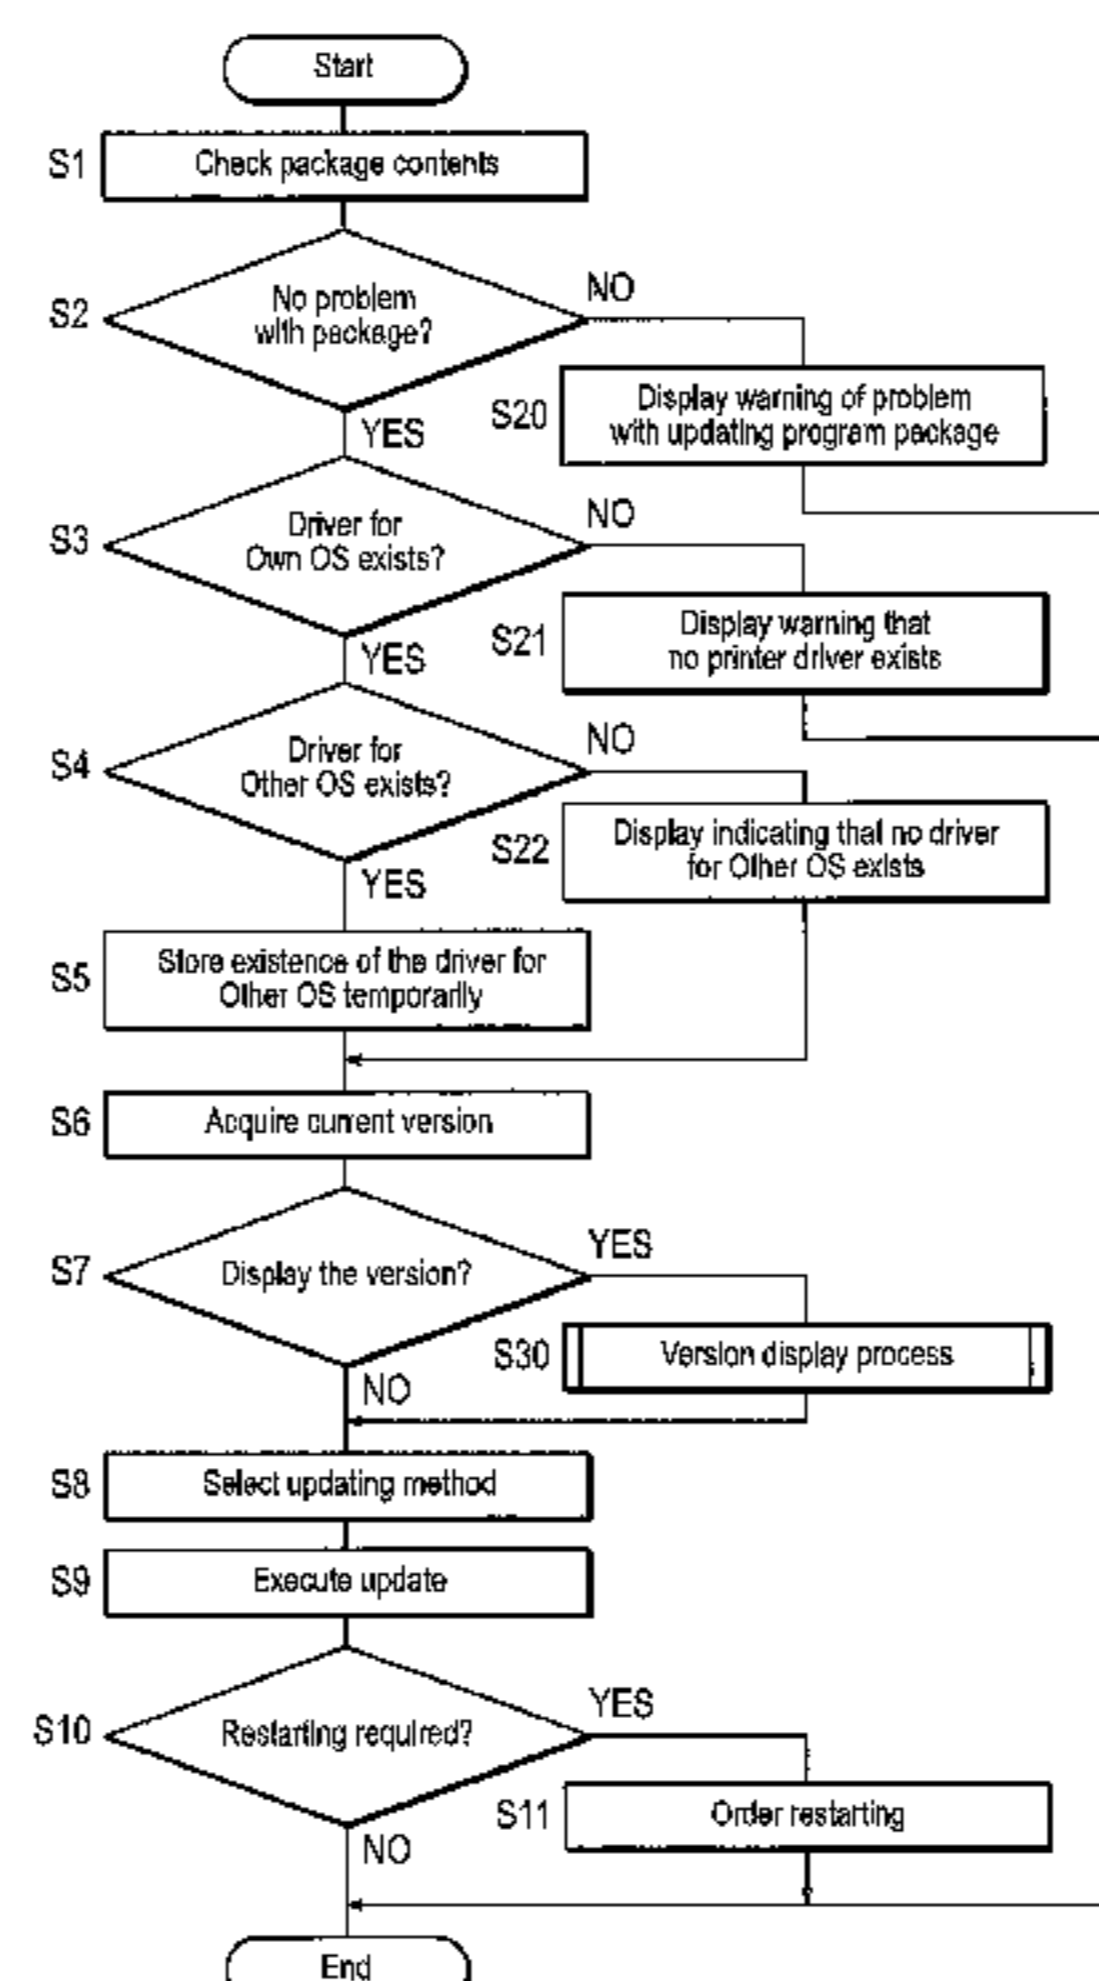 Start
S1
Check package contents
S2
No problem
with package?
NO
YES
S20
Display warning of problem
with updating program package
S3
Driver for
Own OS exists?
NO
YES
S21
Display warning that
no printer driver exists
S4
Driver for
Other OS exists?
NO
YES
S22
Display indicating that no driver
for Other OS exists
S5
Store existence of the driver for
Other OS temporarily
S6
Acquire current version
S7
Display the version?
YES
NO
S30
Version display process
S8
Select updating method
S9
Execute update
S10
Restarting required?
YES
NO
S11
Order restarting
End